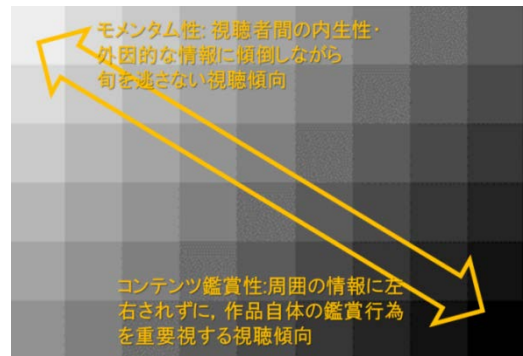 モメンタム性: 視聴者間の内生性・
外因的な情報に傾倒しながら
旬を逃さない視聴傾向
コンテンツ鑑賞性:周囲の情報に左
右されずに, 作品自体の鑑賞行為
を重要視する視聴傾向